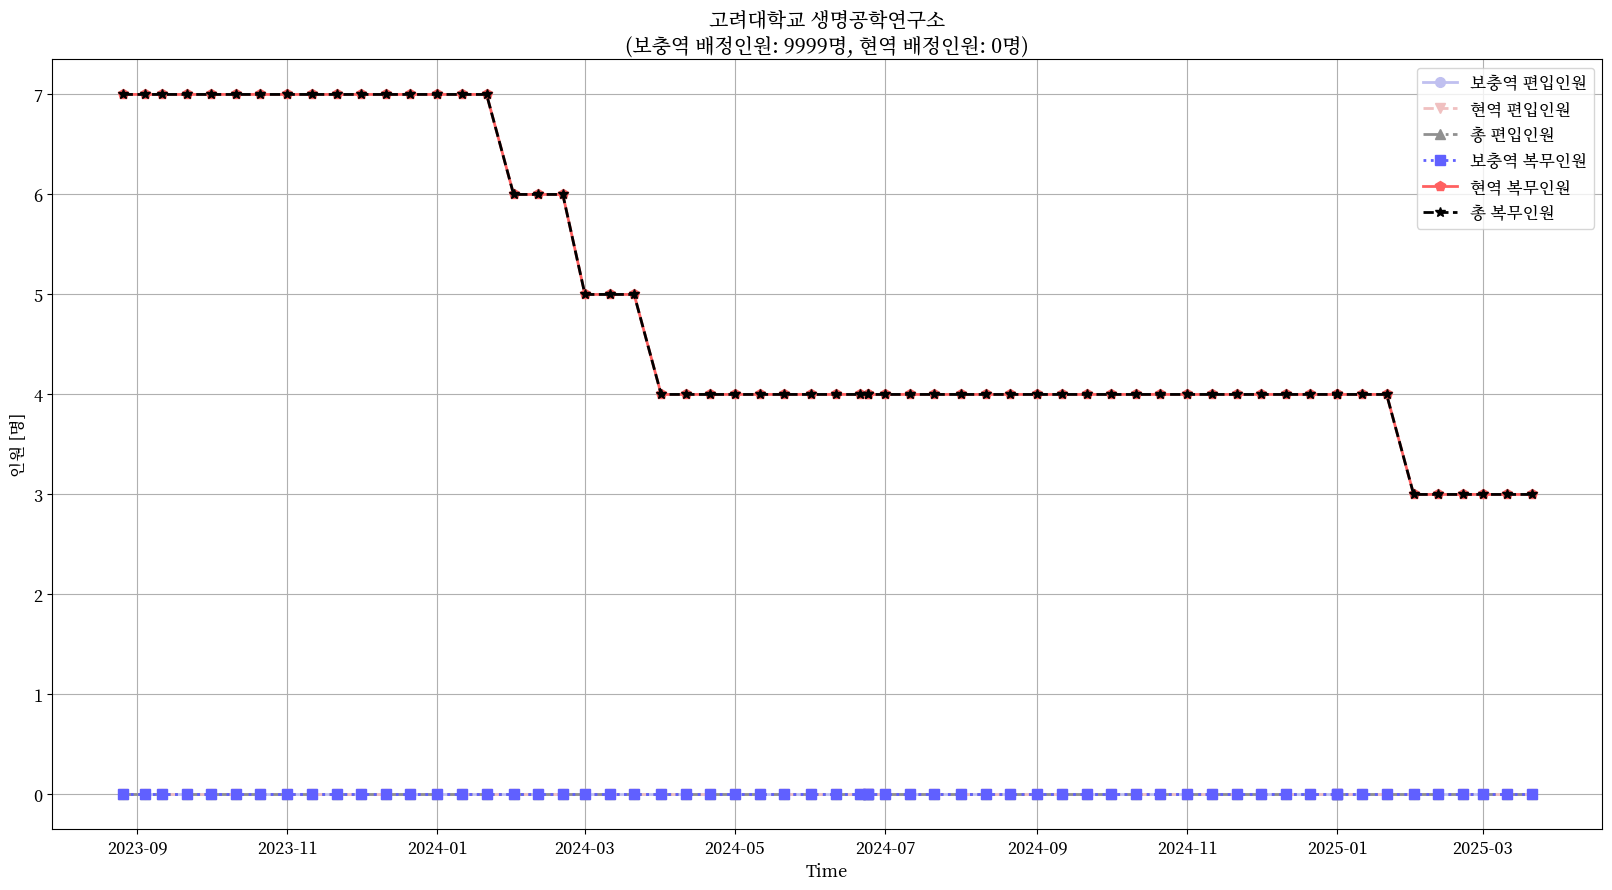 고려대학교 생명공학연구소
(보충역 배정인원: 9999명, 현역 배정인원: 0명)
보충역 편입인원
현역 편입인원
총 편입인원
보충역 복무인원
현역 복무인원
총 복무인원
인원 [명]
7
6
5
4
3
2
1
0
2023-09
2023-11
2024-01
2024-03
2024-05
2024-07
2024-09
2024-11
2025-01
2025-03
Time